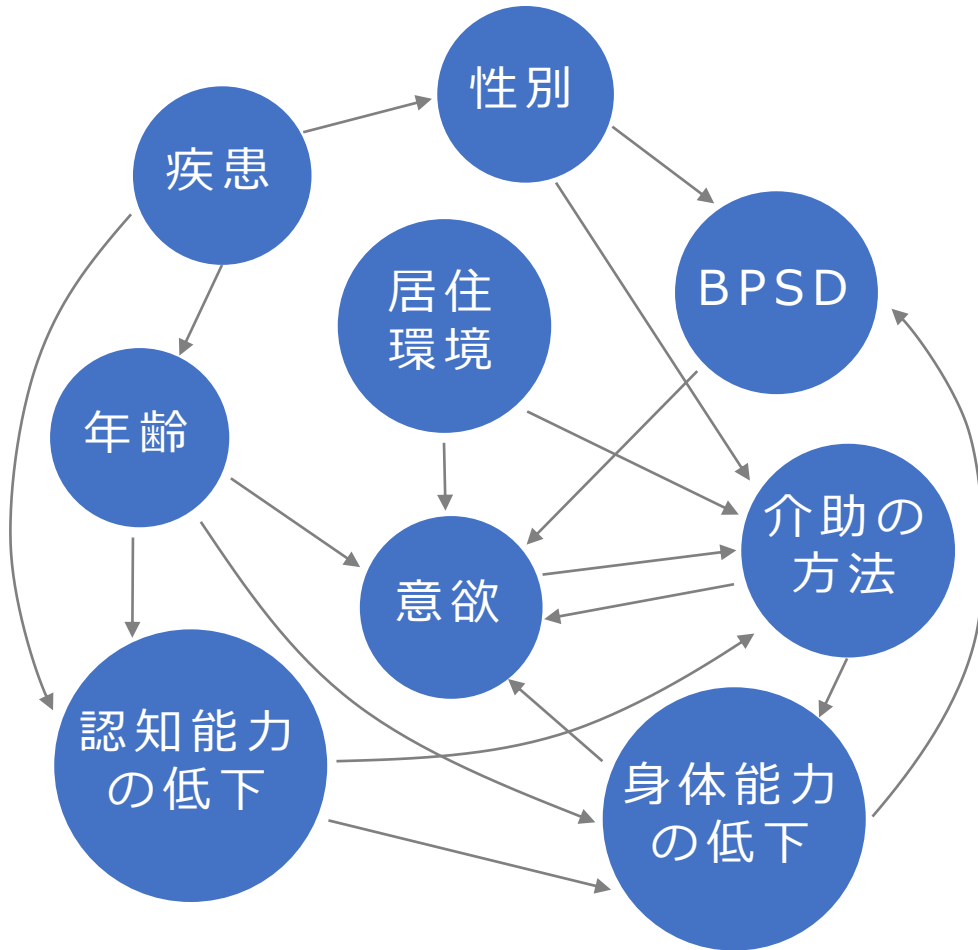 性別
疾患
BPSD
居住
環境
年齢
介助の
方法
意欲
認知能力
の低下
身体能力
の低下